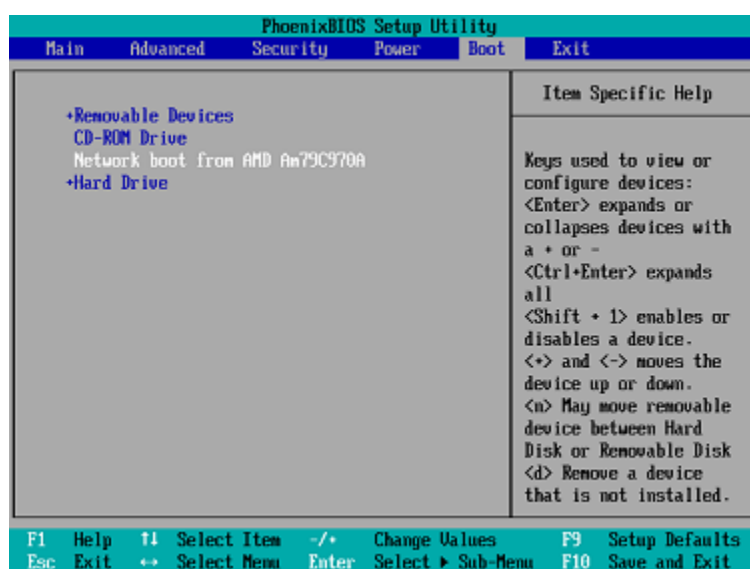 PhoenixBIOS Setup Utility
Main Advanced Security Power Boot Exit
+Removable Devices
CD-ROM Drive
Network boot from AMD Am79C970A
+Hard Drive
Item Specific Help
Keys used to view or
configure devices:
<Enter> expands or
collapses devices with
a + or -
<Ctrl+Enter> expands
all
<Shift + 1> enables or
disables a device.
<+> and <-> moves the
device up or down.
<n> May move removable
device between Hard
Disk or Removable Disk
<d> Remove a device
that is not installed.
F1 Help ↑↓ Select Item -/+ Change Values F9 Setup Defaults
Esc Exit ↔ Select Menu Enter Select ▶ Sub-Menu F10 Save and Exit